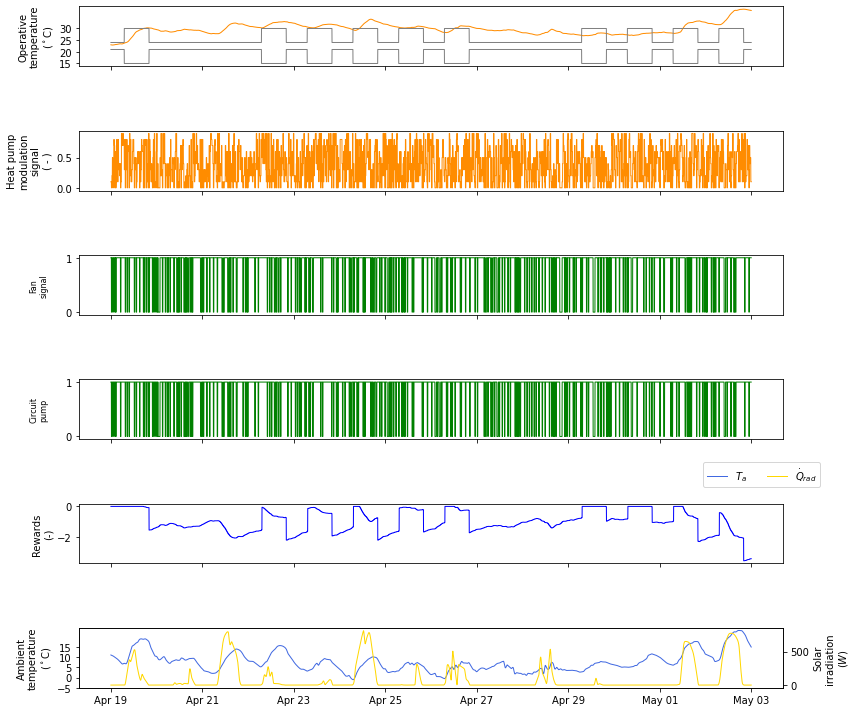 Operative
temperature
(°C)
30
25
20
15
Heat pump
modulation
signal
( - )
0.5
0.0
Fan
signal
1
0
Circuit
pump
1
0
T_a
Q̇_rad
Rewards
(-)
0
−2
Ambient
temperature
(°C)
15
10
5
0
−5
500
0
Solar
irradiation
(W)
Apr 19
Apr 21
Apr 23
Apr 25
Apr 27
Apr 29
May 01
May 03